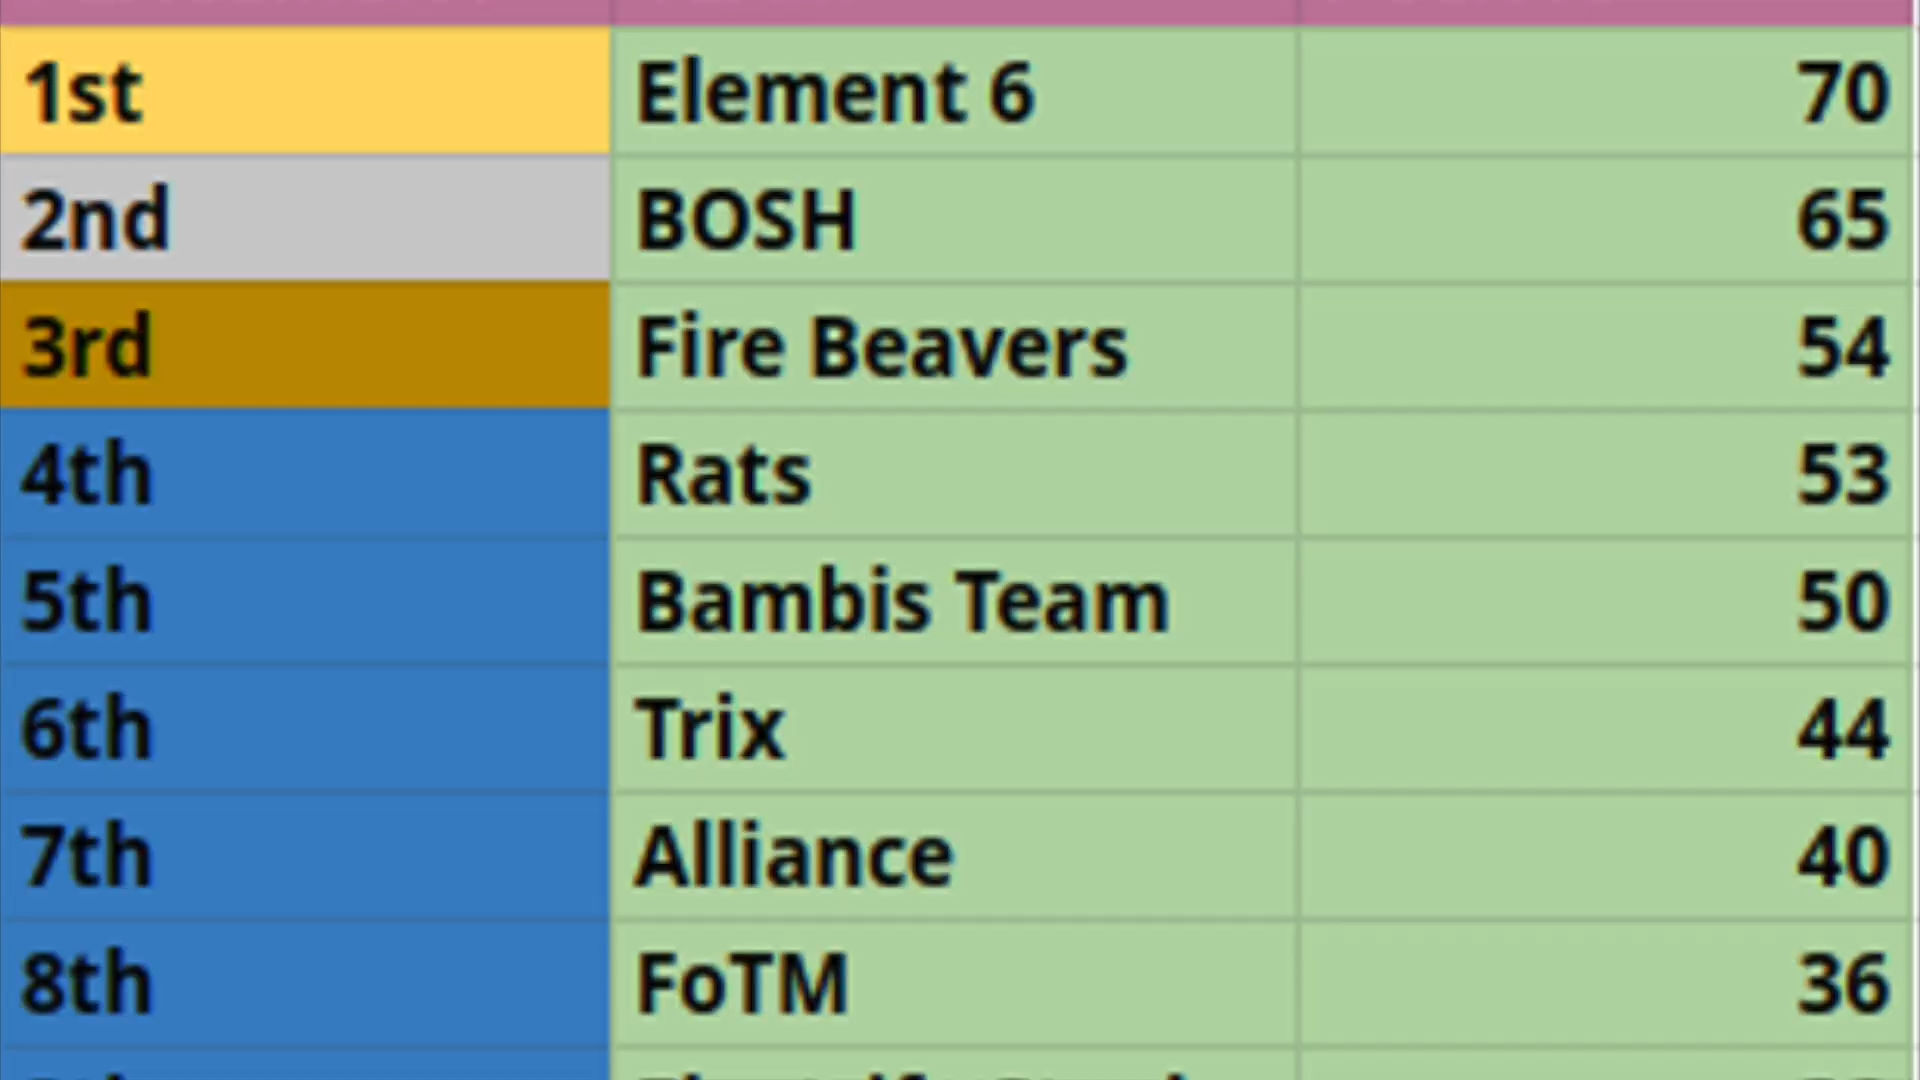 1st Element 6 70
2nd BOSH 65
3rd Fire Beavers 54
4th Rats 53
5th Bambis Team 50
6th Trix 44
7th Alliance 40
8th FoTM 36